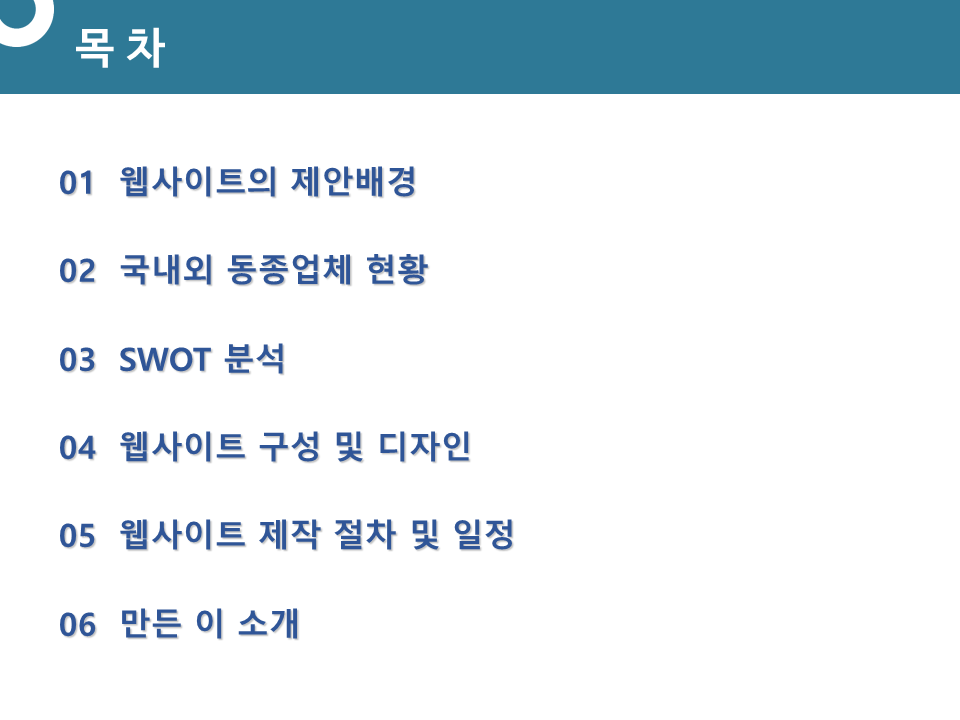 목 차
01 웹사이트의 제안배경
02 국내외 동종업체 현황
03 SWOT 분석
04 웹사이트 구성 및 디자인
05 웹사이트 제작 절차 및 일정
06 만든 이 소개